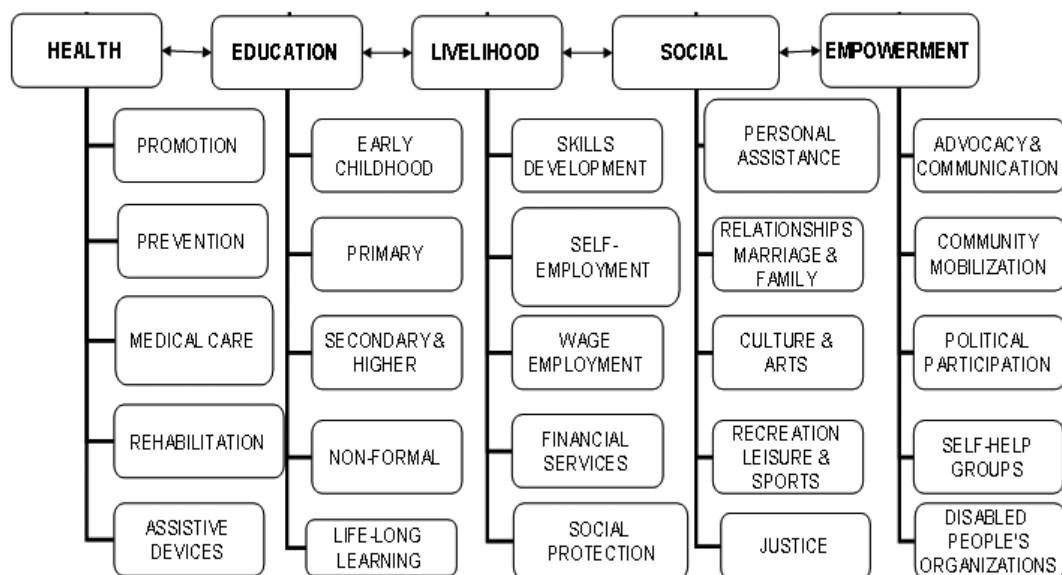 HEALTH
EDUCATION
LIVELIHOOD
SOCIAL
EMPOWERMENT
PROMOTION
PREVENTION
MEDICAL CARE
REHABILITATION
ASSISTIVE
DEVICES
EARLY
CHILDHOOD
PRIMARY
SECONDARY &
HIGHER
NON-FORMAL
LIFE-LONG
LEARNING
SKILLS
DEVELOPMENT
SELF-
EMPLOYMENT
WAGE
EMPLOYMENT
FINANCIAL
SERVICES
SOCIAL
PROTECTION
PERSONAL
ASSISTANCE
RELATIONSHIPS
MARRIAGE &
FAMILY
CULTURE &
ARTS
RECREATION
LEISURE &
SPORTS
JUSTICE
ADVOCACY &
COMMUNICATION
COMMUNITY
MOBILIZATION
POLITICAL
PARTICIPATION
SELF-HELP
GROUPS
DISABLED
PEOPLE'S
ORGANIZATIONS